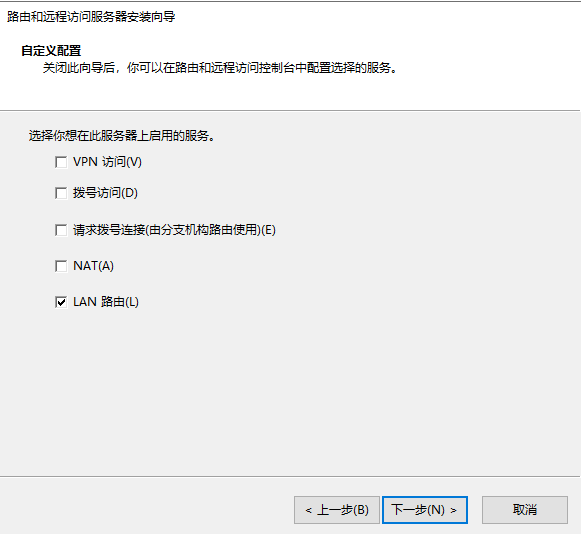 路由和远程访问服务器安装向导
自定义配置
关闭此向导后，你可以在路由和远程访问控制台中配置选择的服务。
选择你想在此服务器上启用的服务。
VPN 访问(V)
拨号访问(D)
请求拨号连接(由分支机构路由使用)(E)
NAT(A)
LAN 路由(L)
< 上一步(B) 下一步(N) > 取消